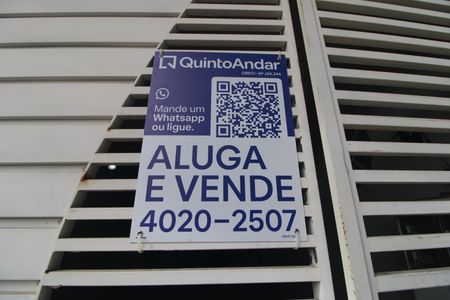 QuintoAndar
CRECI-SP J24.344
Mande um
Whatsapp
ou ligue.
ALUGA
E VENDE
4020-2507